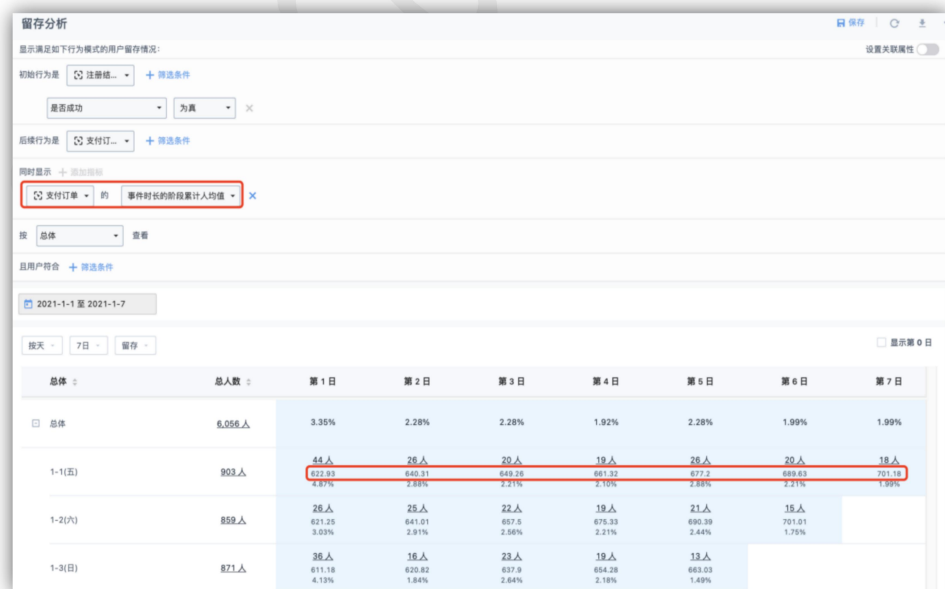 留存分析
保存
显示满足如下行为模式的用户留存情况:
设置关联属性
初始行为是 注册结... 筛选条件
是否成功 为真
后续行为是 支付订... 筛选条件
同时显示 添加指标
支付订单 的 事件时长的阶段累计人均值
按 总体 查看
且用户符合 筛选条件
2021-1-1 至 2021-1-7
按天 7日 留存 显示第 0 日
总体 总人数 第 1 日 第 2 日 第 3 日 第 4 日 第 5 日 第 6 日 第 7 日
总体 6,056 人 3.35% 2.28% 2.28% 1.92% 2.28% 1.99% 1.99%
44 人 26 人 20 人 19 人 26 人 20 人 18 人
1-1(五) 903 人 622.93 640.31 649.26 661.32 677.2 689.63 701.18
4.87% 2.88% 2.21% 2.10% 2.88% 2.21% 1.99%
26 人 25 人 22 人 19 人 21 人 15 人
1-2(六) 859 人 621.25 641.01 657.5 675.33 690.39 701.01
3.03% 2.91% 2.56% 2.21% 2.44% 1.75%
36 人 16 人 23 人 19 人 13 人
1-3(日) 871 人 611.18 620.82 637.9 654.28 663.03
4.13% 1.84% 2.64% 2.18% 1.49%